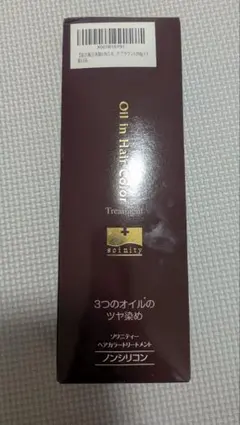 Oil in Hair Color
Treatment
soinity
3つのオイルの
ツヤ染め
ソワニティー
ヘアカラートリートメント
ノンシリコン